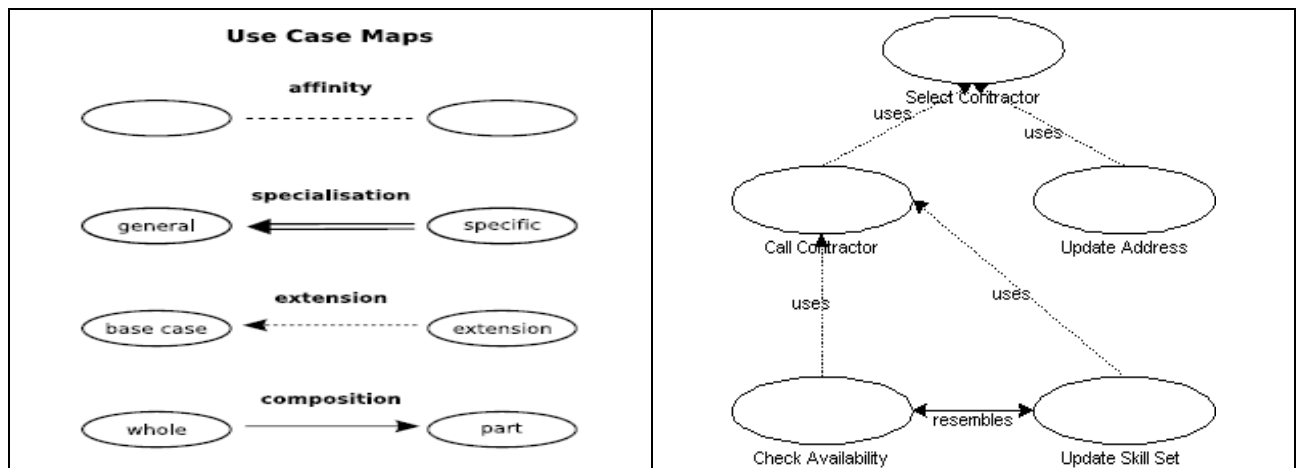 Use Case Maps
affinity
specialisation
general specific
extension
base case extension
composition
whole part
Select Contractor
uses uses
Call Contractor Update Address
uses uses
resembles
Check Availability Update Skill Set